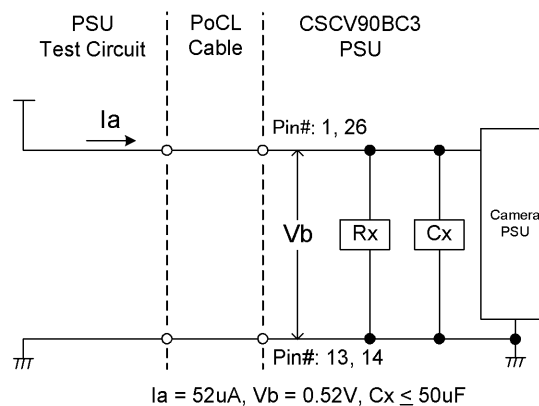 PSU
Test Circuit
PoCL
Cable
CSCV90BC3
PSU
Ia
Pin#: 1, 26
Vb
Rx
Cx
Camera
PSU
Pin#: 13, 14
Ia = 52uA, Vb = 0.52V, Cx ≤ 50uF